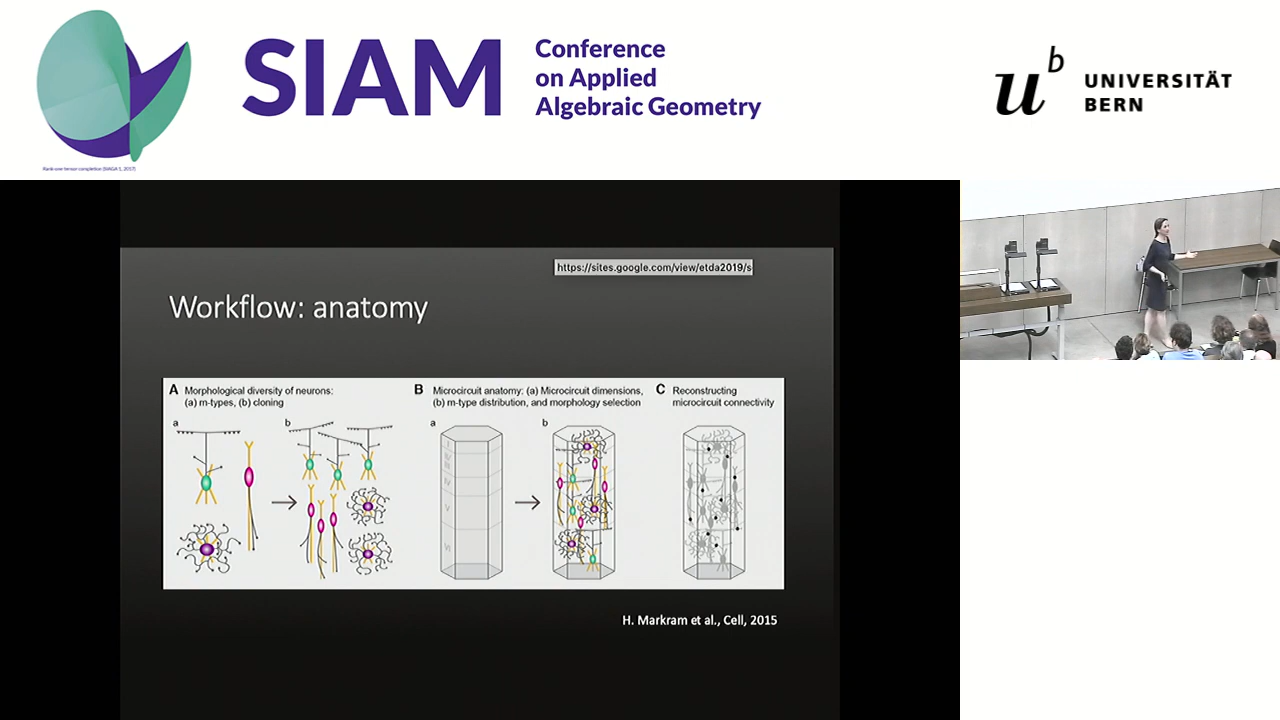 SIAM
Conference
on Applied
Algebraic Geometry
u
b
UNIVERSITÄT
BERN
https://sites.google.com/view/etda2019/s
Workflow: anatomy
A Morphological diversity of neurons:
(a) m-types, (b) cloning
a
b
B Microcircuit anatomy: (a) Microcircuit dimensions,
(b) m-type distribution, and morphology selection
a
b
I
IV
V
VI
C Reconstructing
microcircuit connectivity
H. Markram et al., Cell, 2015